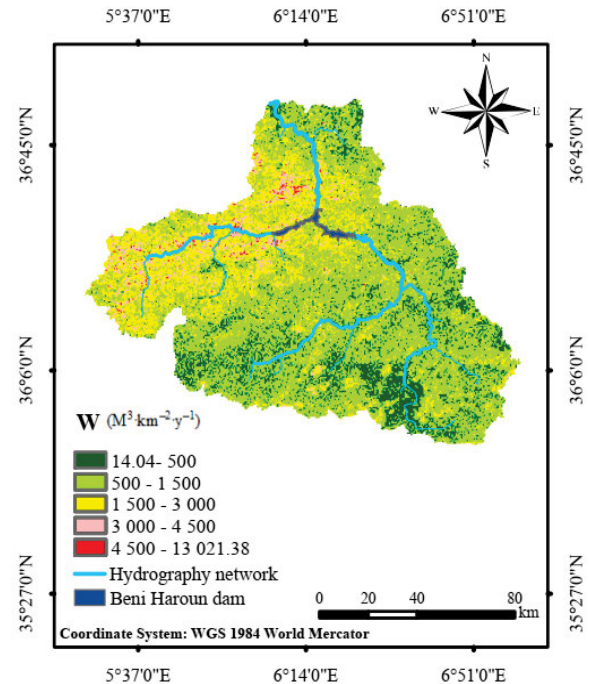 5°37'0"E 6°14'0"E 6°51'0"E
N
W E
S
36°45'0"N 36°45'0"N
36°6'0"N 36°6'0"N
W (M³·km⁻²·y⁻¹)
14.04- 500
500 - 1 500
1 500 - 3 000
3 000 - 4 500
4 500 - 13 021.38
Hydrography network
Beni Haroun dam
35°27'0"N 35°27'0"N
0 20 40 80
km
Coordinate System: WGS 1984 World Mercator
5°37'0"E 6°14'0"E 6°51'0"E